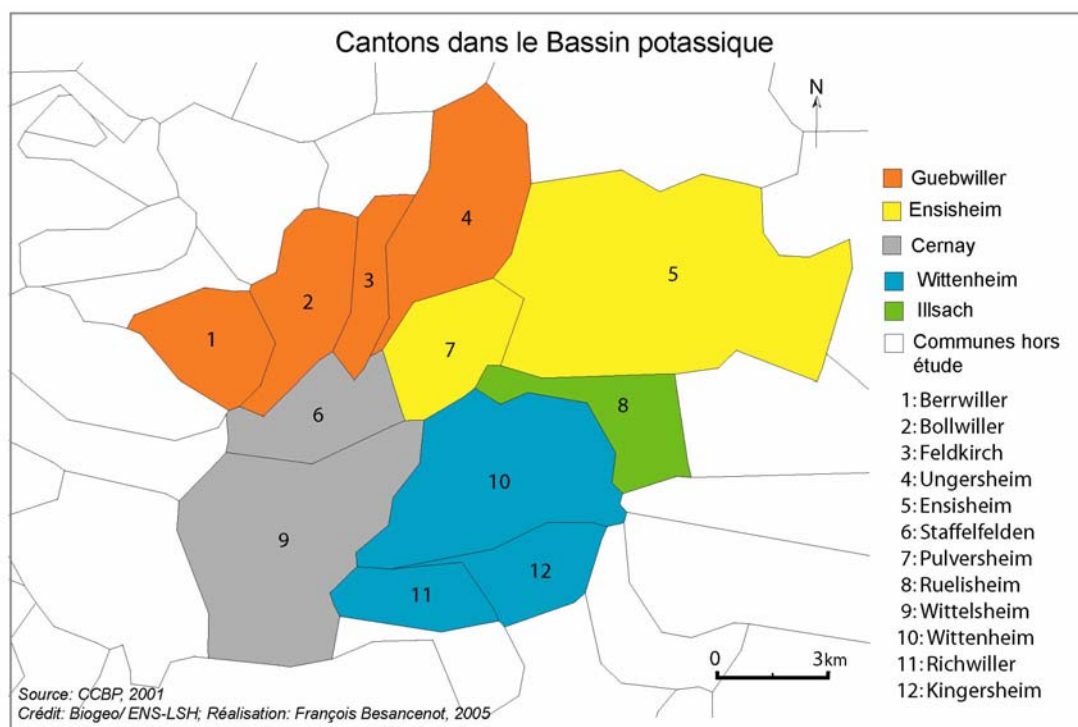 Cantons dans le Bassin potassique
N
Guebwiller
Ensisheim
Cernay
Wittenheim
Illsach
Communes hors
étude
1: Berrwiller
2: Bollwiller
3: Feldkirch
4: Ungersheim
5: Ensisheim
6: Staffelfelden
7: Pulversheim
8: Ruelisheim
9: Wittelsheim
10: Wittenheim
11: Richwiller
12: Kingersheim
4
5
3
2
1
7
8
6
10
9
12
11
0 3km
Source: CCBP, 2001
Crédit: Biogeo/ ENS-LSH; Réalisation: François Besancenot, 2005